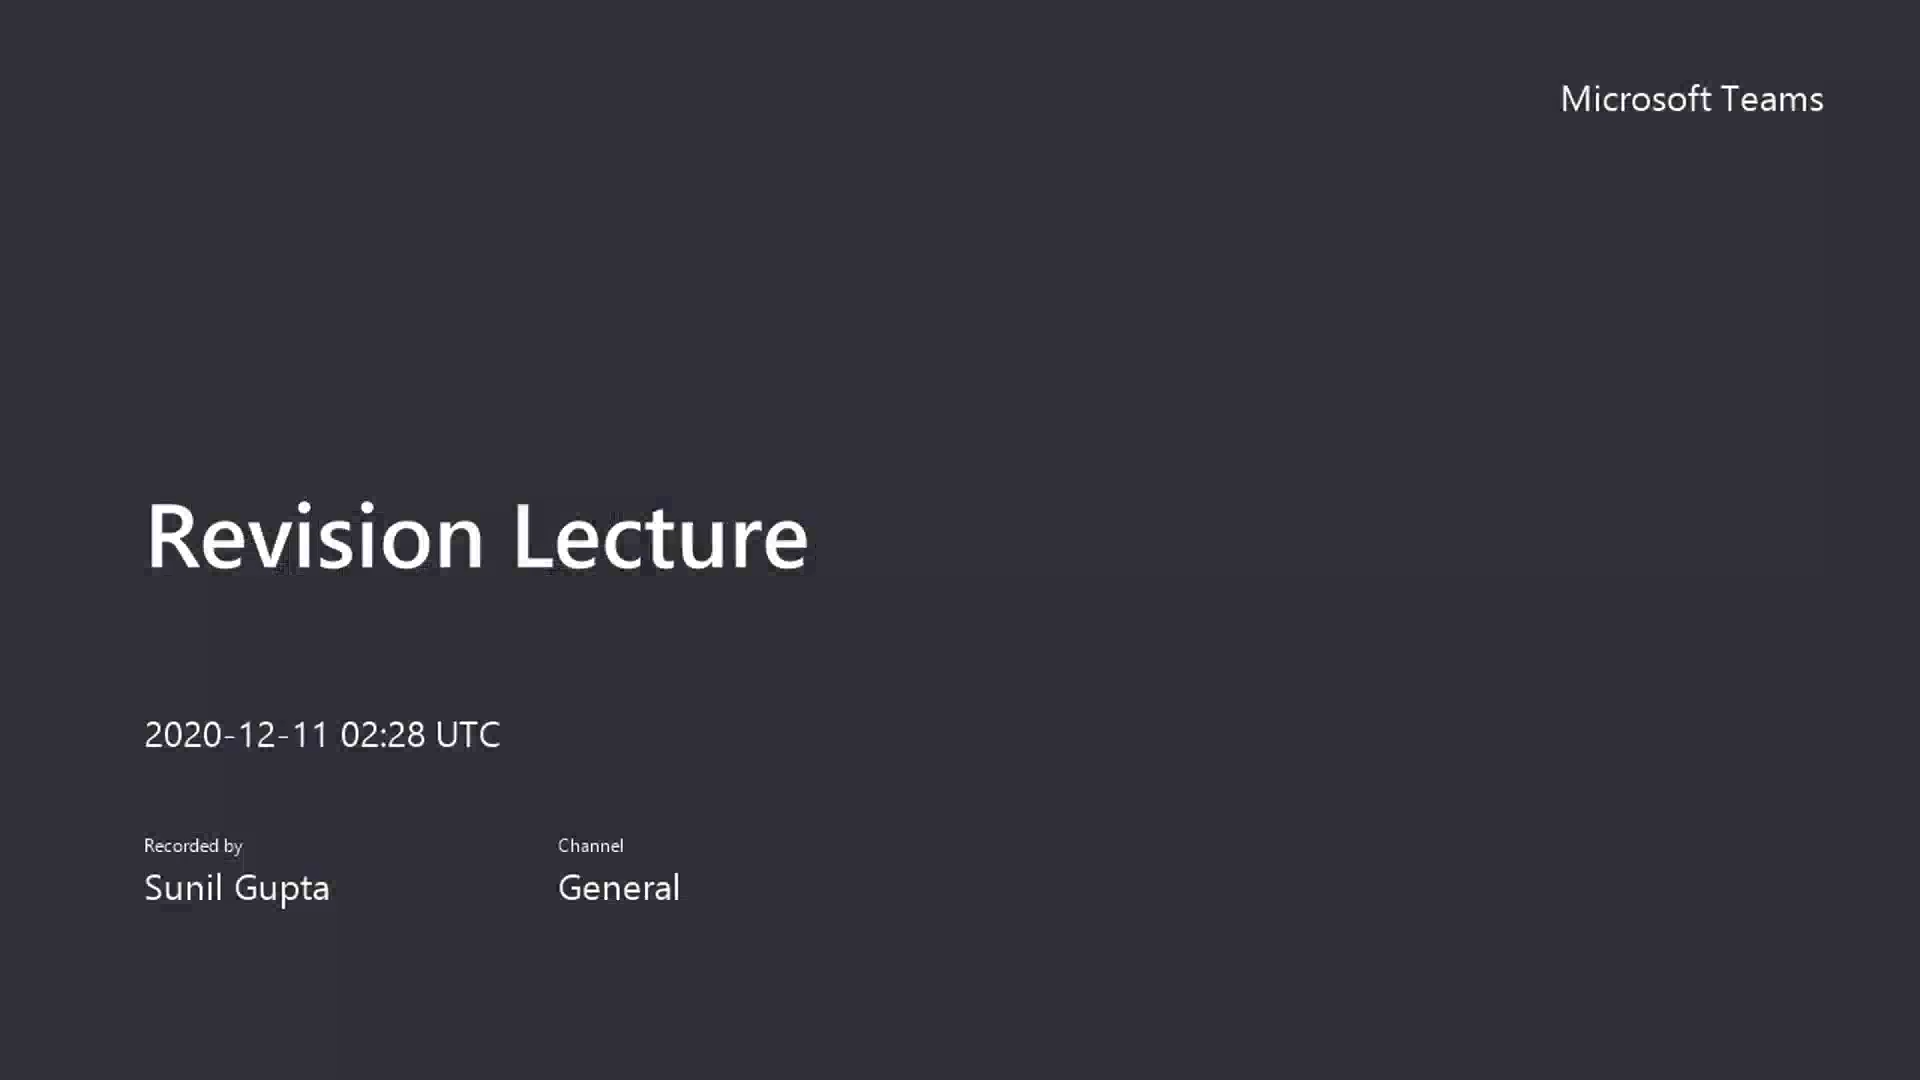 Microsoft Teams
Revision Lecture
2020-12-11 02:28 UTC
Recorded by
Sunil Gupta
Channel
General